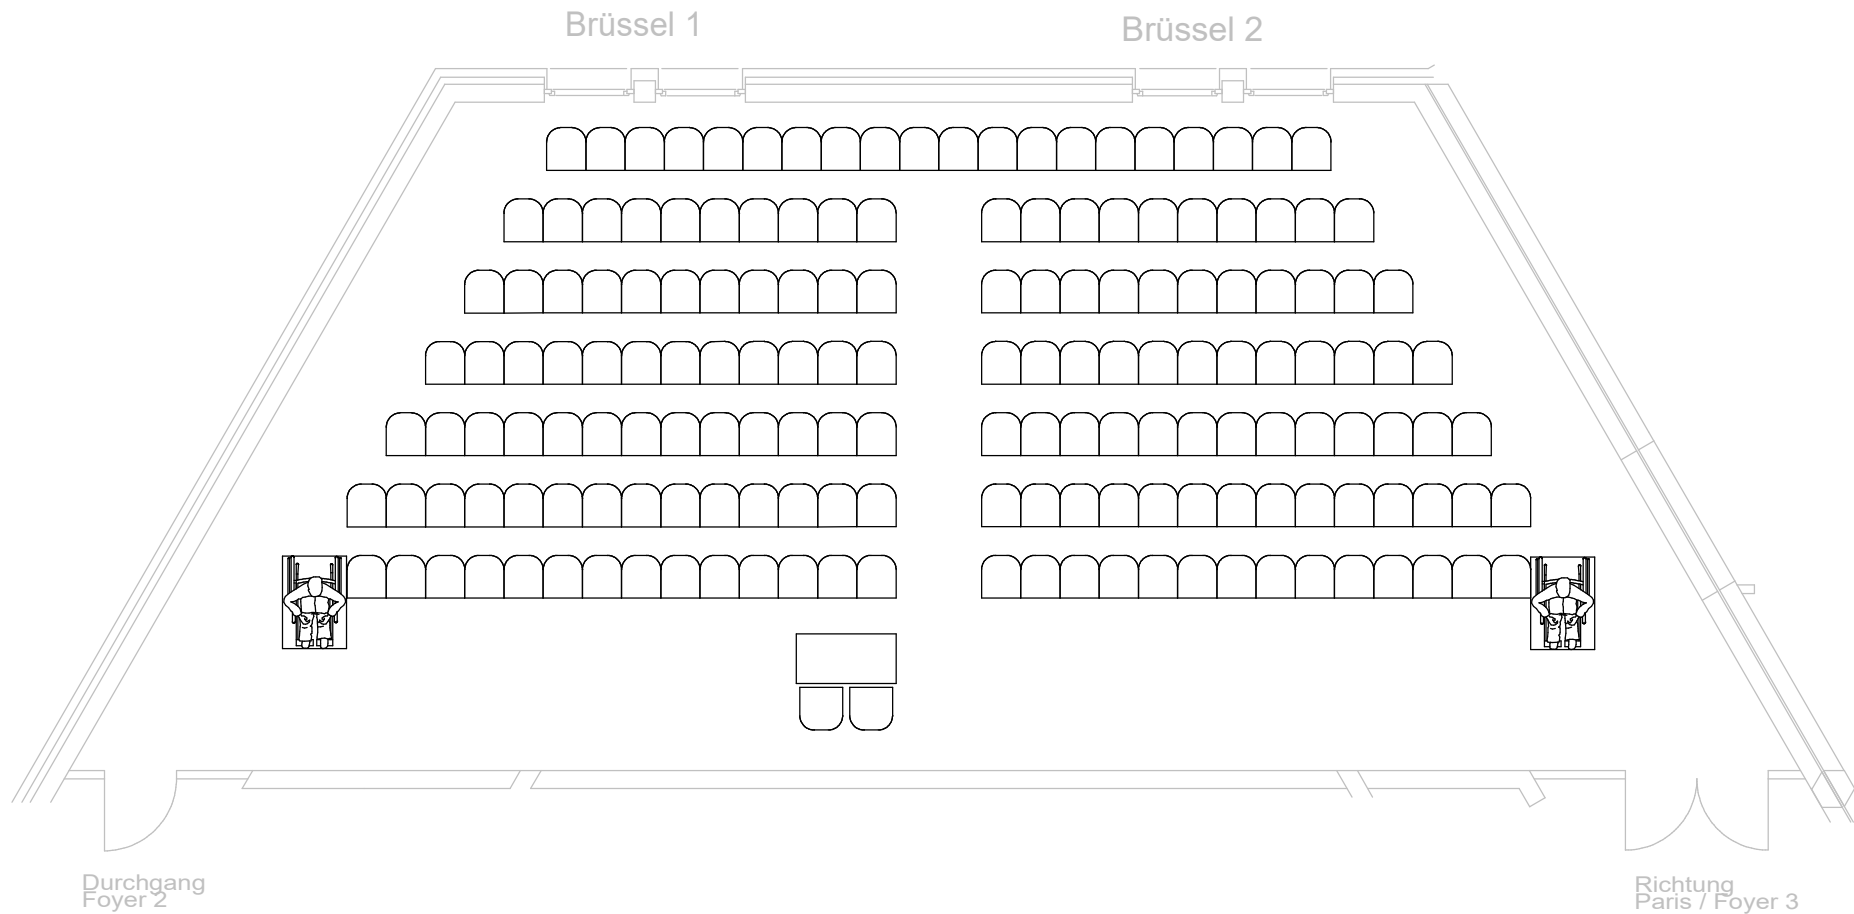 Brüssel 1
Brüssel 2
Durchgang
Foyer 2
Richtung
Paris / Foyer 3